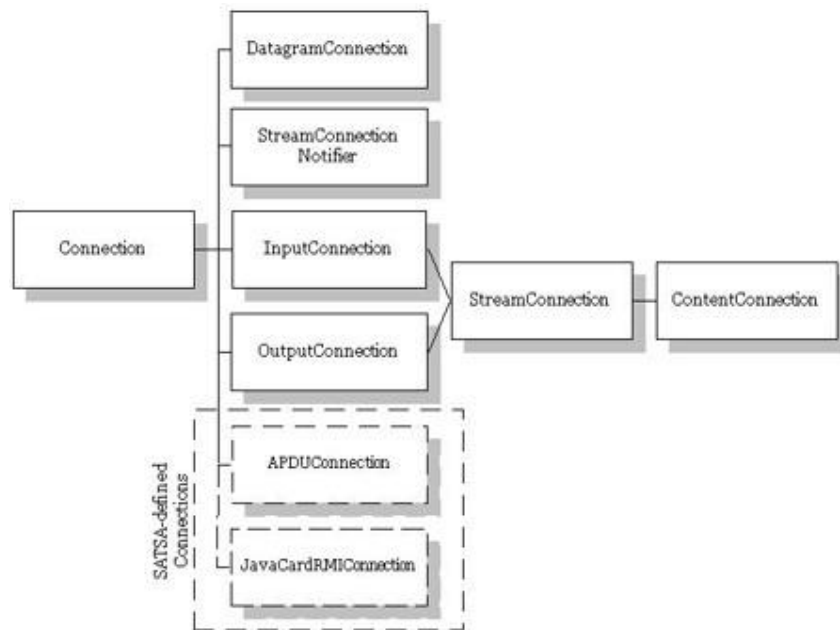 DatagramConnection
StreamConnection
Notifier
Connection
InputConnection
StreamConnection
ContentConnection
OutputConnection
SATSA-defined
Connections
APDUConnection
JavaCardRMIConnection